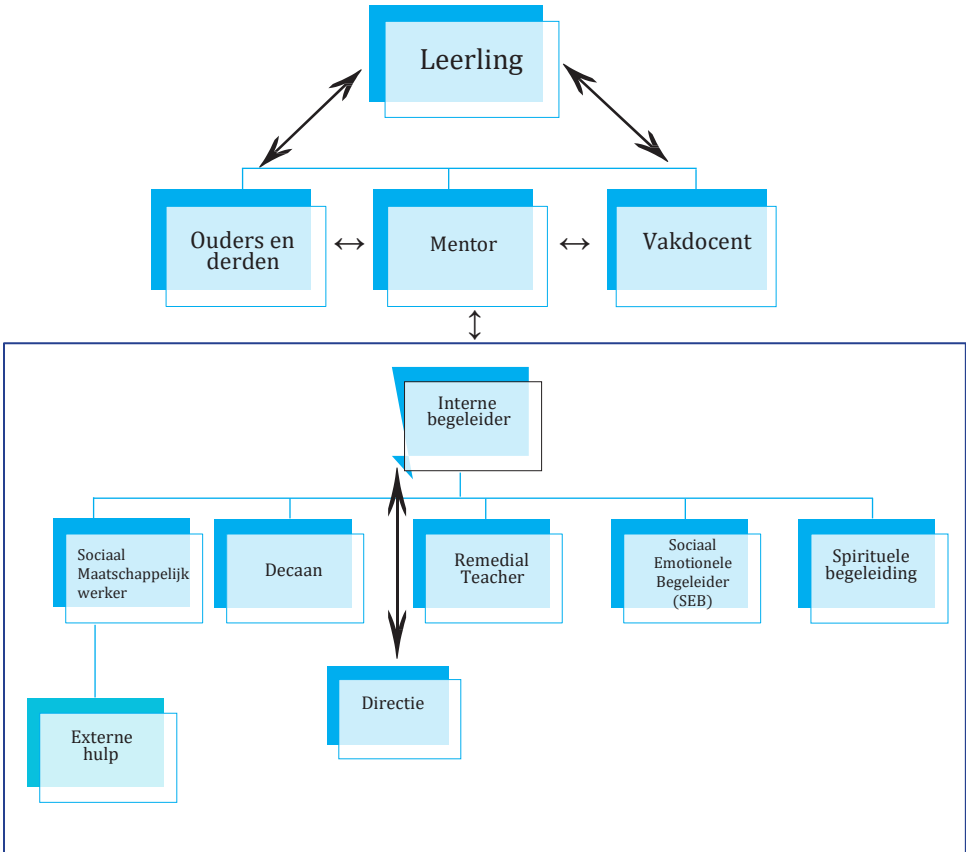 Leerling
Ouders en
derden
Mentor
Vakdocent
Interne
begeleider
Sociaal
Maatschappelijk
werker
Decaan
Remedial
Teacher
Sociaal
Emotionele
Begeleider
(SEB)
Spirituele
begeleiding
Externe
hulp
Directie